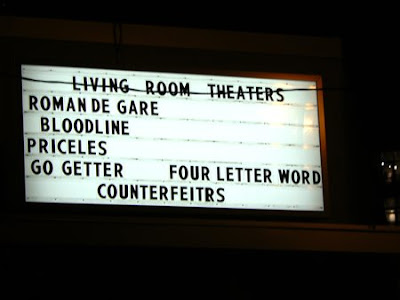 LIVING ROOM THEATERS
ROMAN DE GARE
BLOODLINE
PRICELES
GO GETTER FOUR LETTER WORD
COUNTERFEITRS